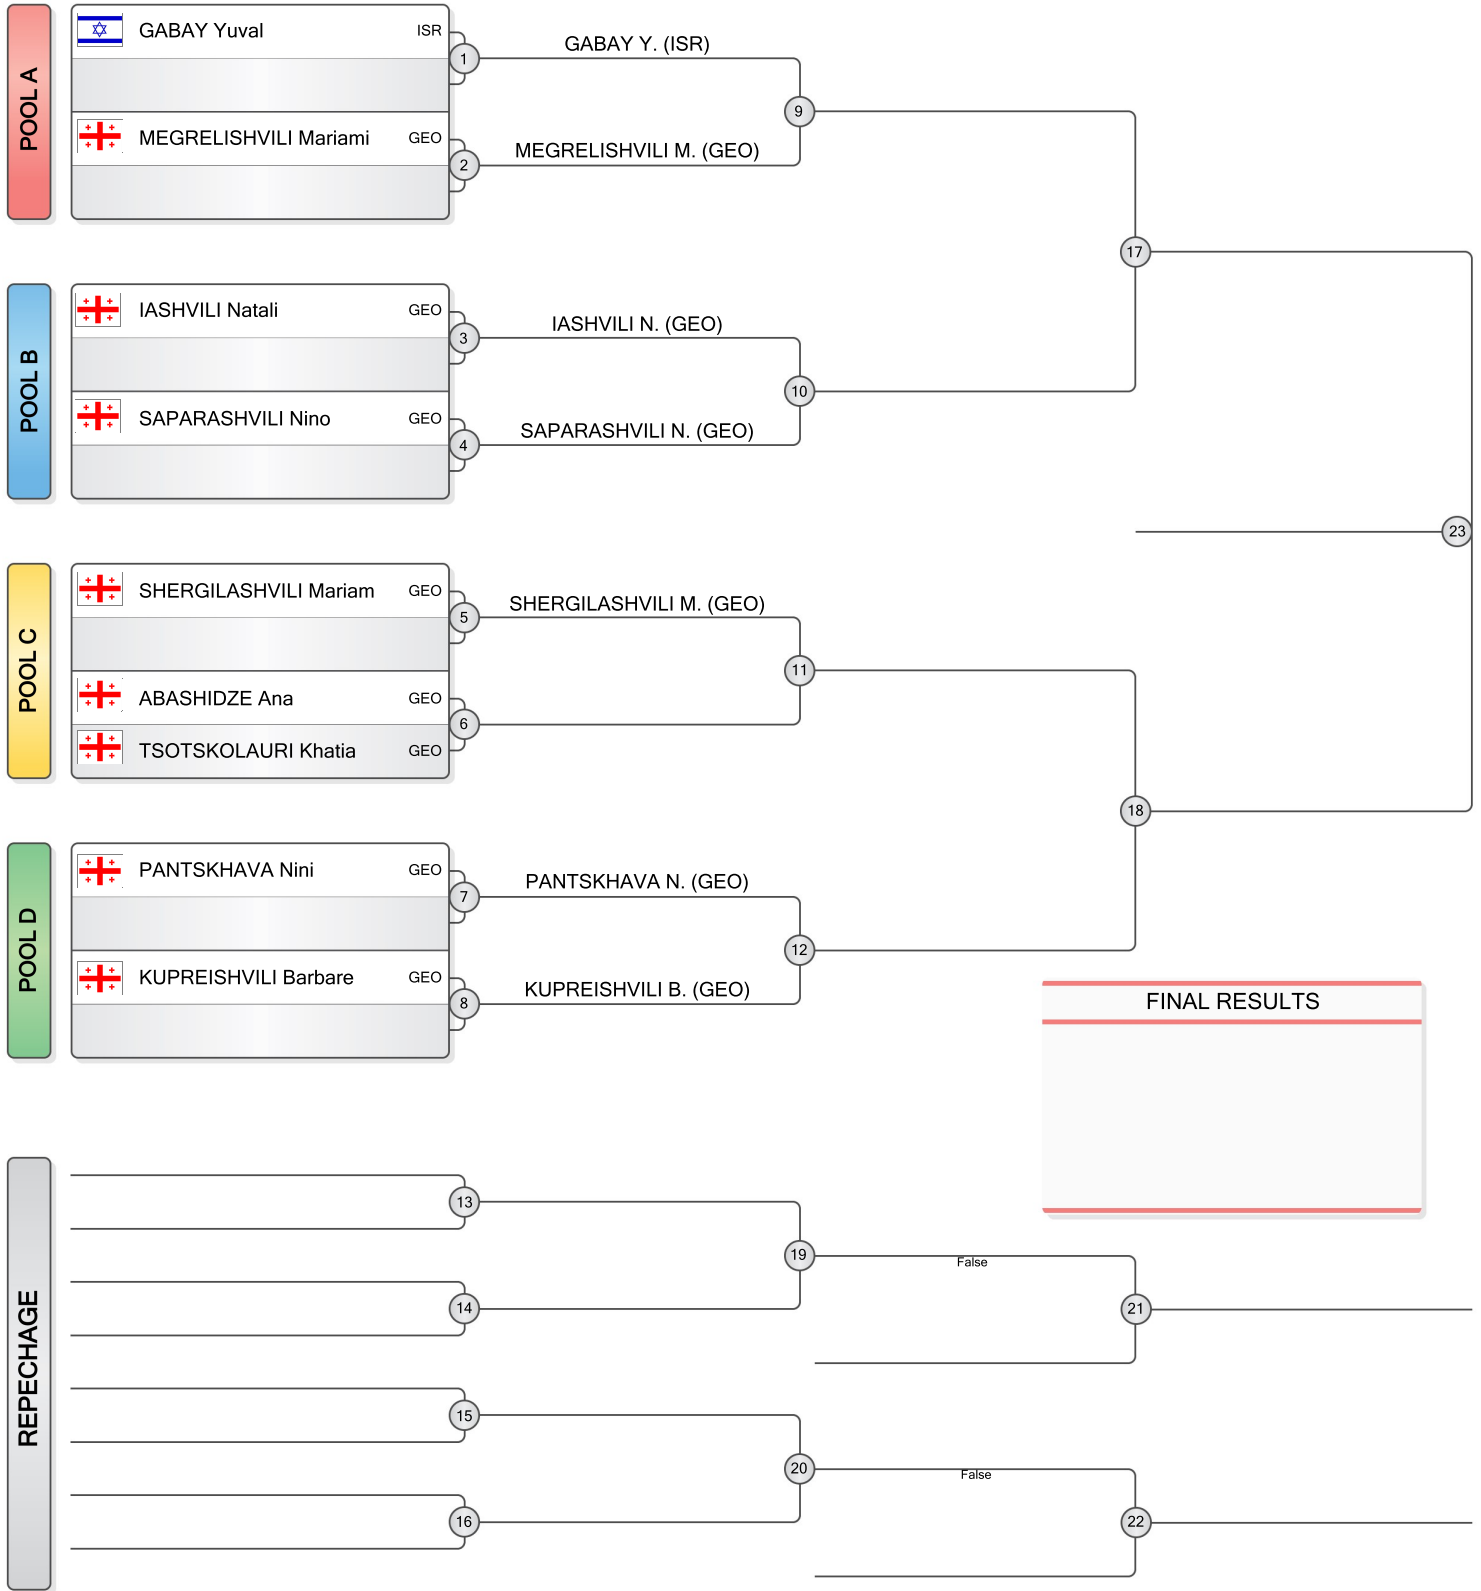 POOL A
GABAY Yuval ISR
1
GABAY Y. (ISR)
9
MEGRELISHVILI Mariami GEO
2
MEGRELISHVILI M. (GEO)
17
POOL B
IASHVILI Natali GEO
3
IASHVILI N. (GEO)
10
SAPARASHVILI Nino GEO
4
SAPARASHVILI N. (GEO)
23
POOL C
SHERGILASHVILI Mariam GEO
5
SHERGILASHVILI M. (GEO)
11
ABASHIDZE Ana GEO
6
TSOTSKOLAURI Khatia GEO
18
POOL D
PANTSKHAVA Nini GEO
7
PANTSKHAVA N. (GEO)
12
KUPREISHVILI Barbare GEO
8
KUPREISHVILI B. (GEO)
FINAL RESULTS
REPECHAGE
13
19
False
14
21
15
20
False
16
22